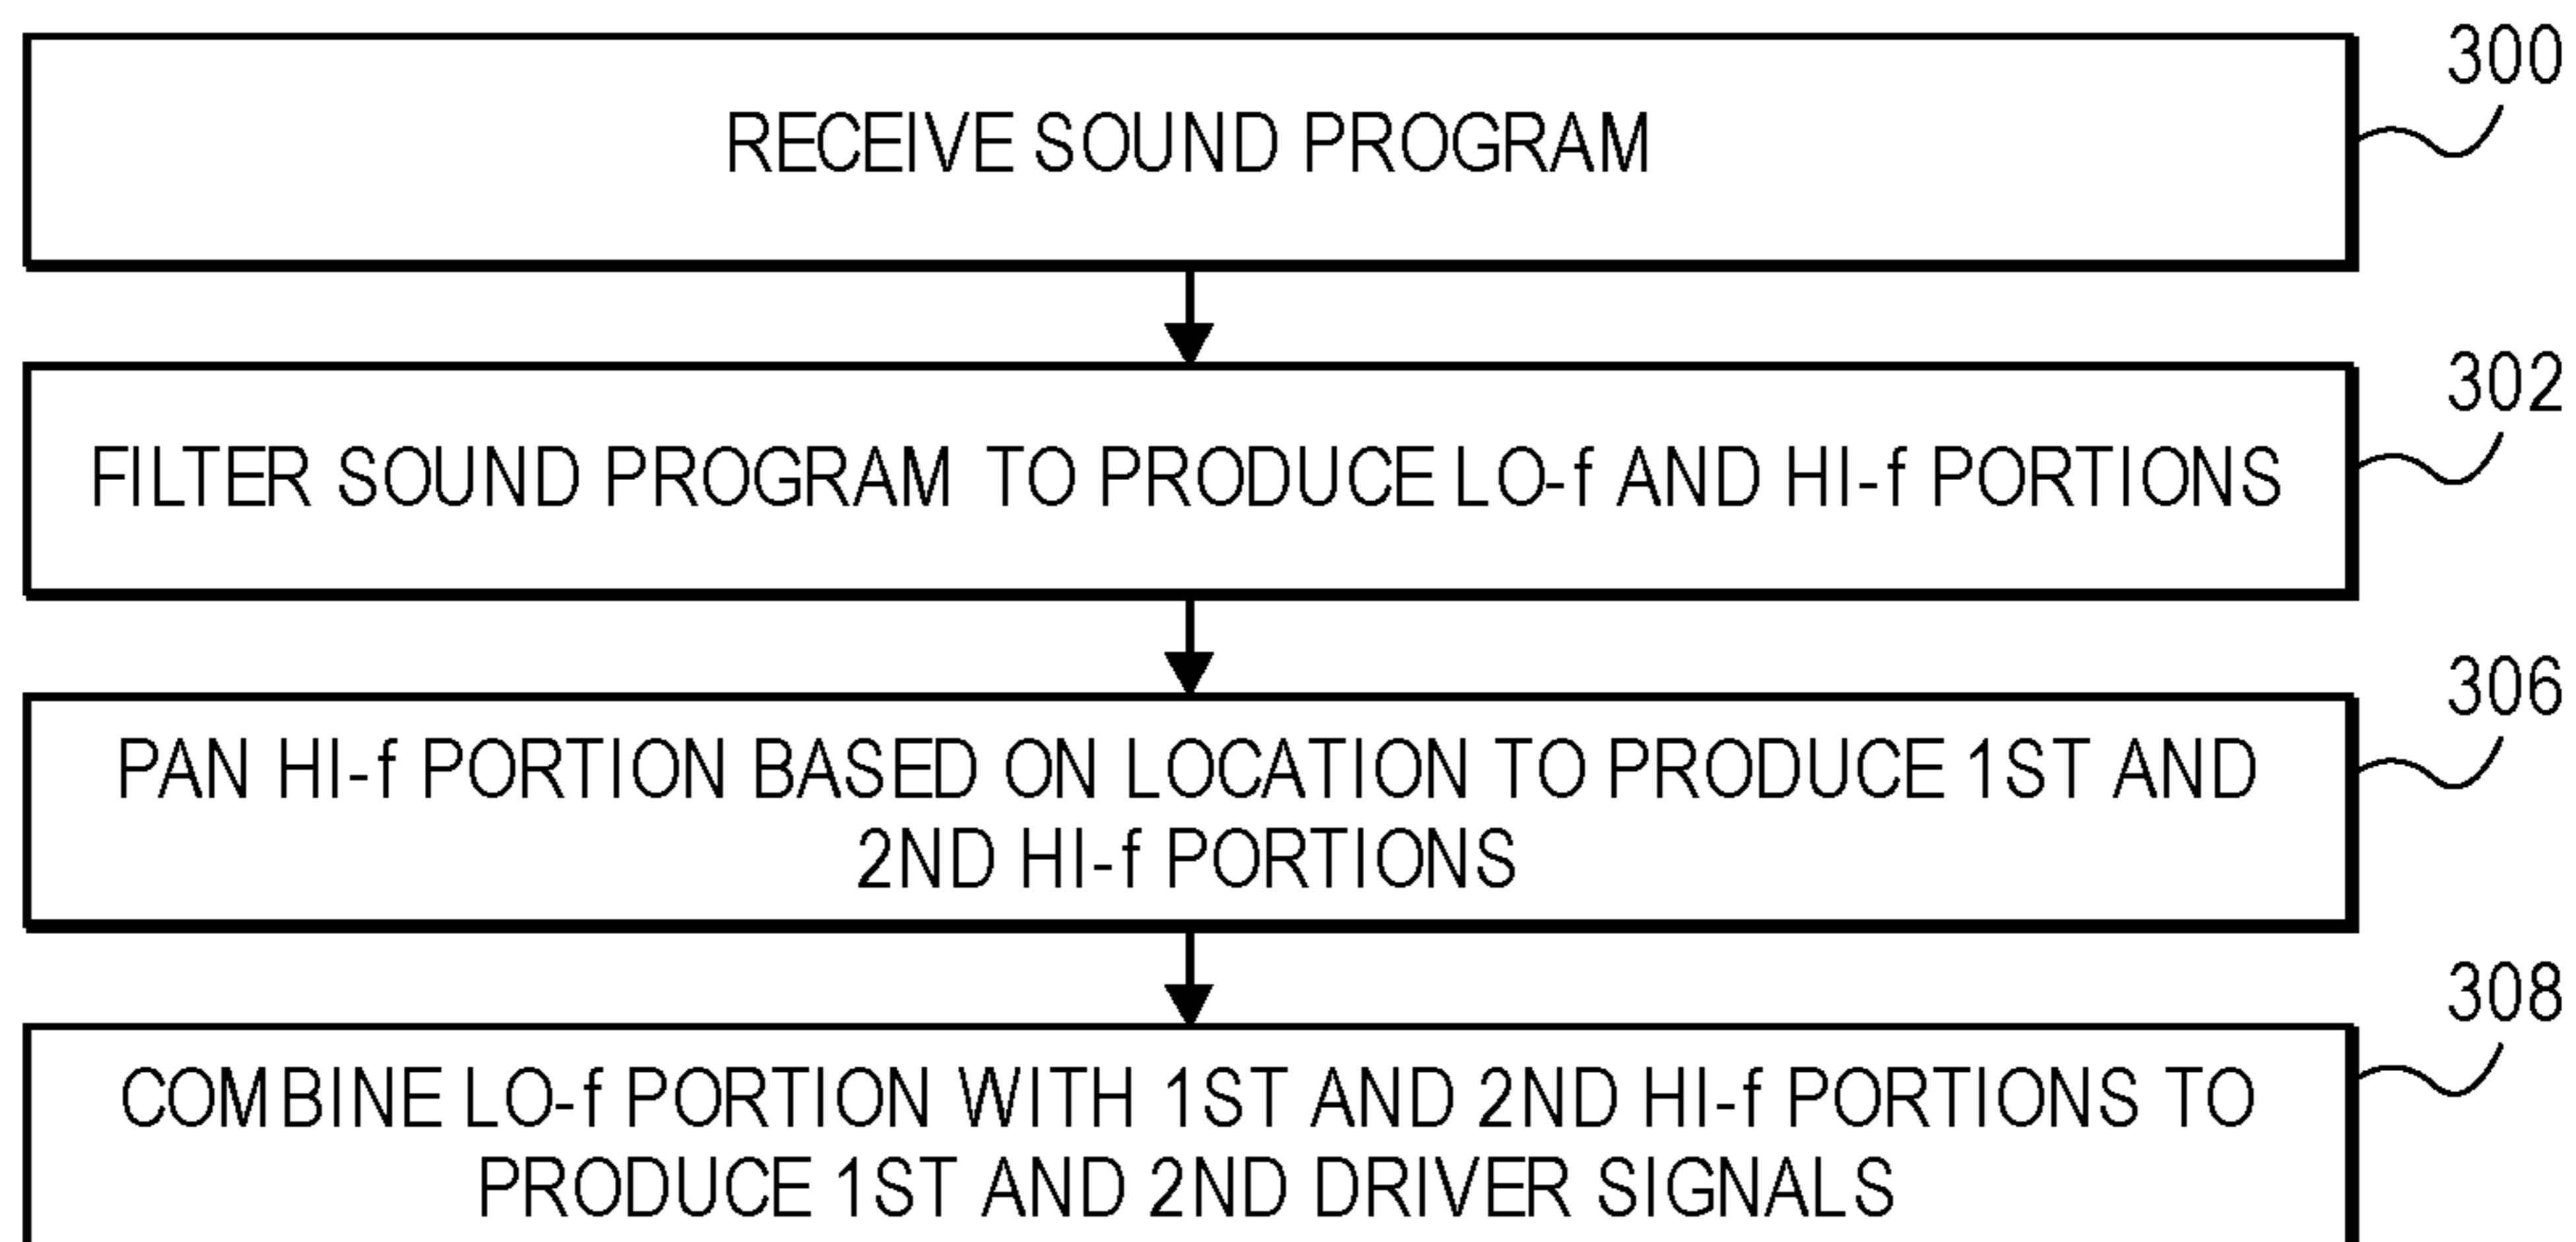 300
RECEIVE SOUND PROGRAM
302
FILTER SOUND PROGRAM TO PRODUCE LO-f AND HI-f PORTIONS
306
PAN HI-f PORTION BASED ON LOCATION TO PRODUCE 1ST AND
2ND HI-f PORTIONS
308
COMBINE LO-f PORTION WITH 1ST AND 2ND HI-f PORTIONS TO
PRODUCE 1ST AND 2ND DRIVER SIGNALS